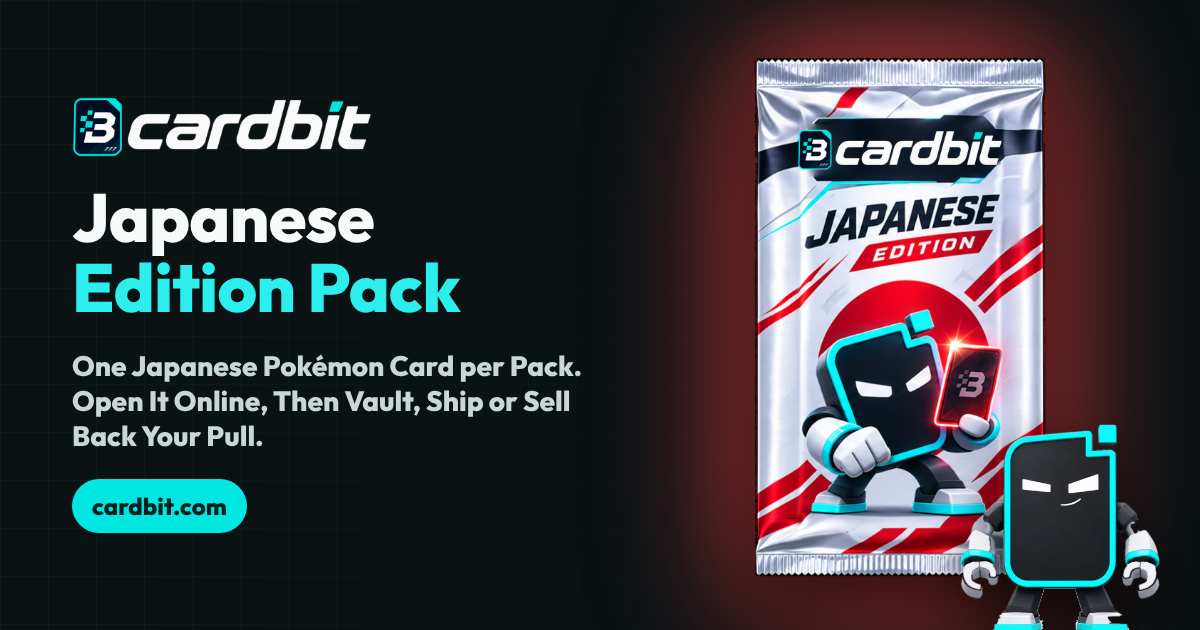 B cardbit
Japanese
Edition Pack
One Japanese Pokémon Card per Pack.
Open It Online, Then Vault, Ship or Sell
Back Your Pull.
cardbit.com
B cardbit
JAPANESE
EDITION
B